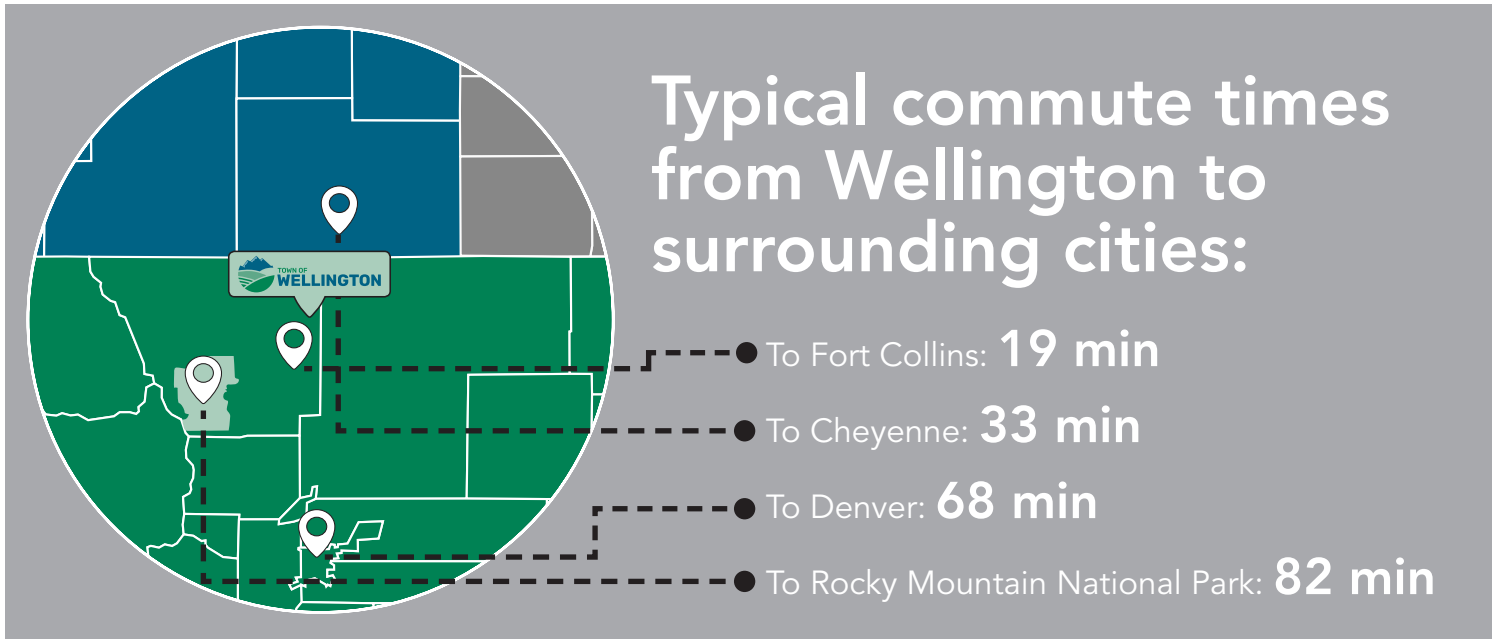 Typical commute times
from Wellington to
surrounding cities:
TOWN OF
WELLINGTON
To Fort Collins: 19 min
To Cheyenne: 33 min
To Denver: 68 min
To Rocky Mountain National Park: 82 min